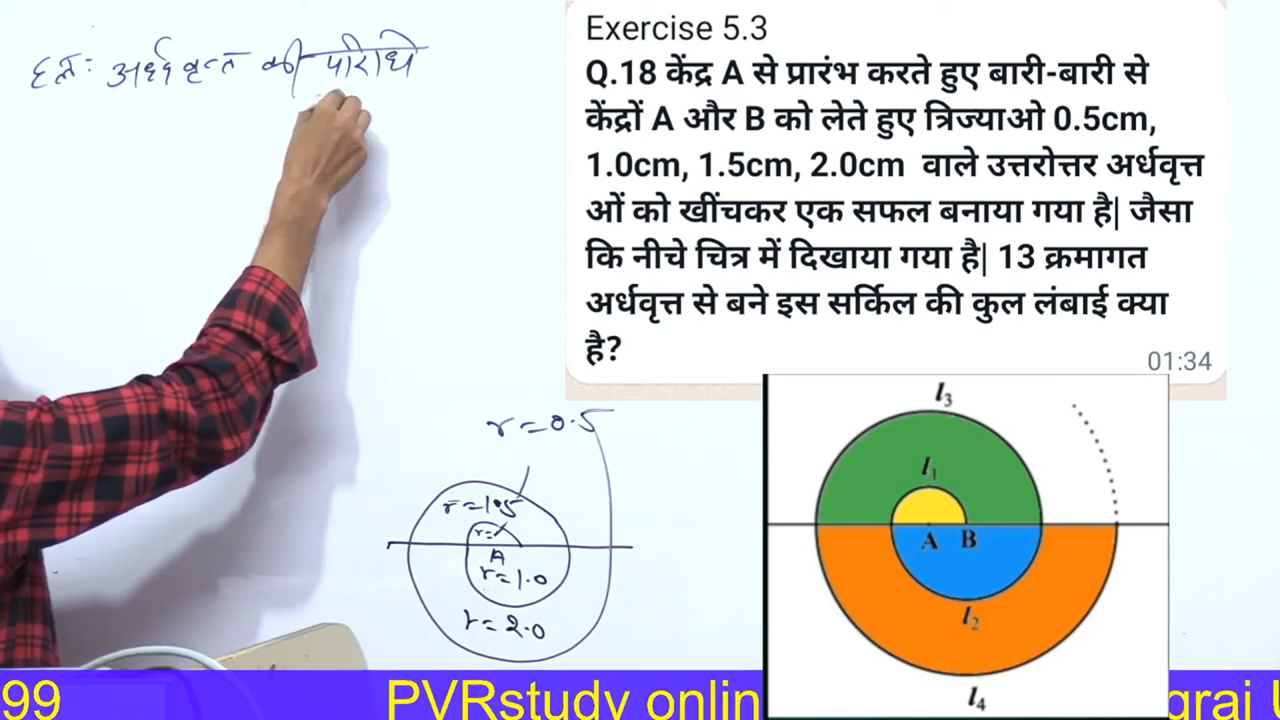 हल: अर्धवृत्त की परिधि
Exercise 5.3
Q.18 केंद्र A से प्रारंभ करते हुए बारी-बारी से
केंद्रों A और B को लेते हुए त्रिज्याओ 0.5cm,
1.0cm, 1.5cm, 2.0cm वाले उत्तरोत्तर अर्धवृत्त
ओं को खींचकर एक सफल बनाया गया है| जैसा
कि नीचे चित्र में दिखाया गया है| 13 क्रमागत
अर्धवृत्त से बने इस सर्किल की कुल लंबाई क्या
है?
01:34
r=0.5
r=1.5
r=
A
r=1.0
r=2.0
l₃
l₁
A B
l₂
l₄
99 PVRstudy onlin
graj U